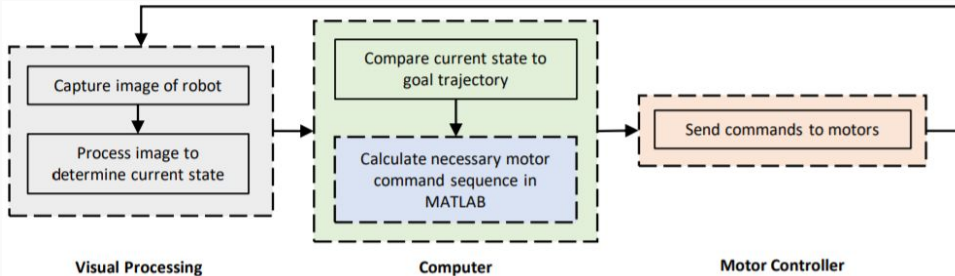 Capture image of robot
Process image to
determine current state
Compare current state to
goal trajectory
Calculate necessary motor
command sequence in
MATLAB
Send commands to motors
Visual Processing
Computer
Motor Controller